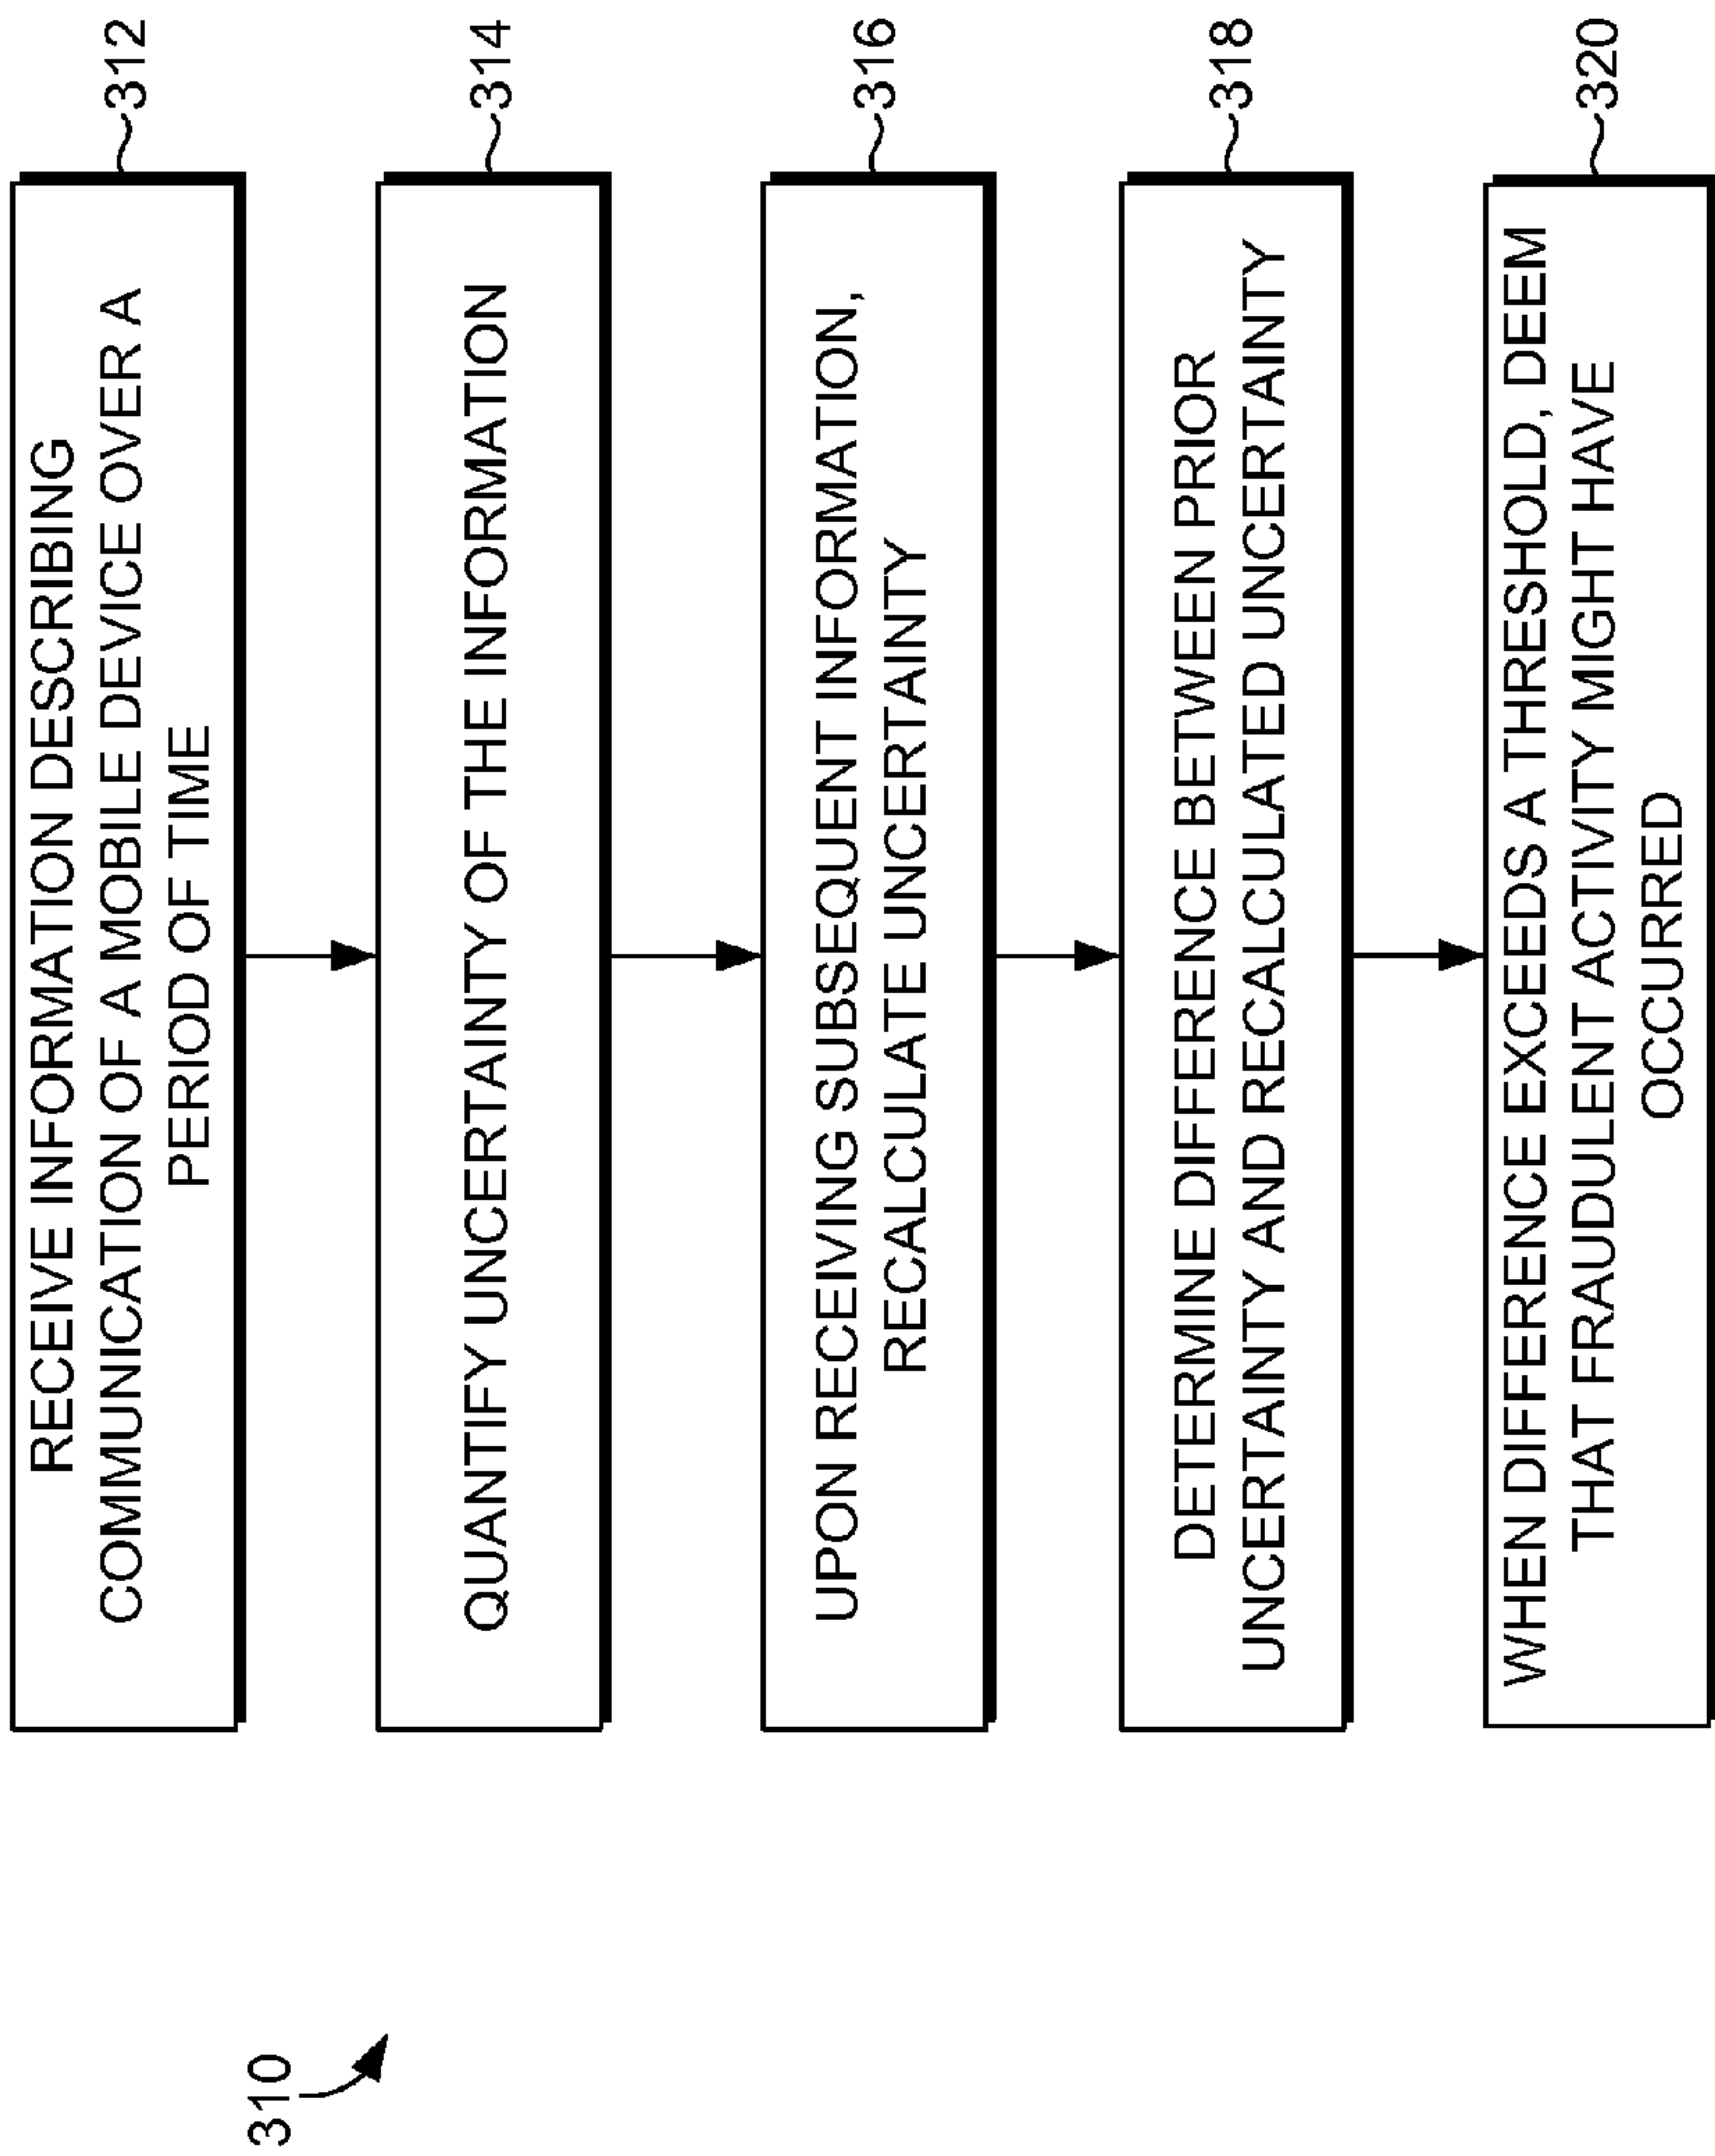 310
RECEIVE INFORMATION DESCRIBING
COMMUNICATION OF A MOBILE DEVICE OVER A
PERIOD OF TIME
312
QUANTIFY UNCERTAINTY OF THE INFORMATION
314
UPON RECEIVING SUBSEQUENT INFORMATION,
RECALCULATE UNCERTAINTY
316
DETERMINE DIFFERENCE BETWEEN PRIOR
UNCERTAINTY AND RECALCULATED UNCERTAINTY
318
WHEN DIFFERENCE EXCEEDS A THRESHOLD, DEEM
THAT FRAUDULENT ACTIVITY MIGHT HAVE
OCCURRED
320